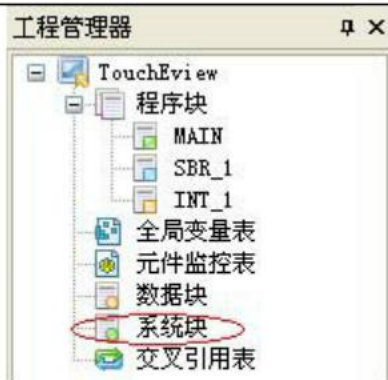 工程管理器
TouchEview
程序块
MAIN
SBR_1
INT_1
全局变量表
元件监控表
数据块
系统块
交叉引用表